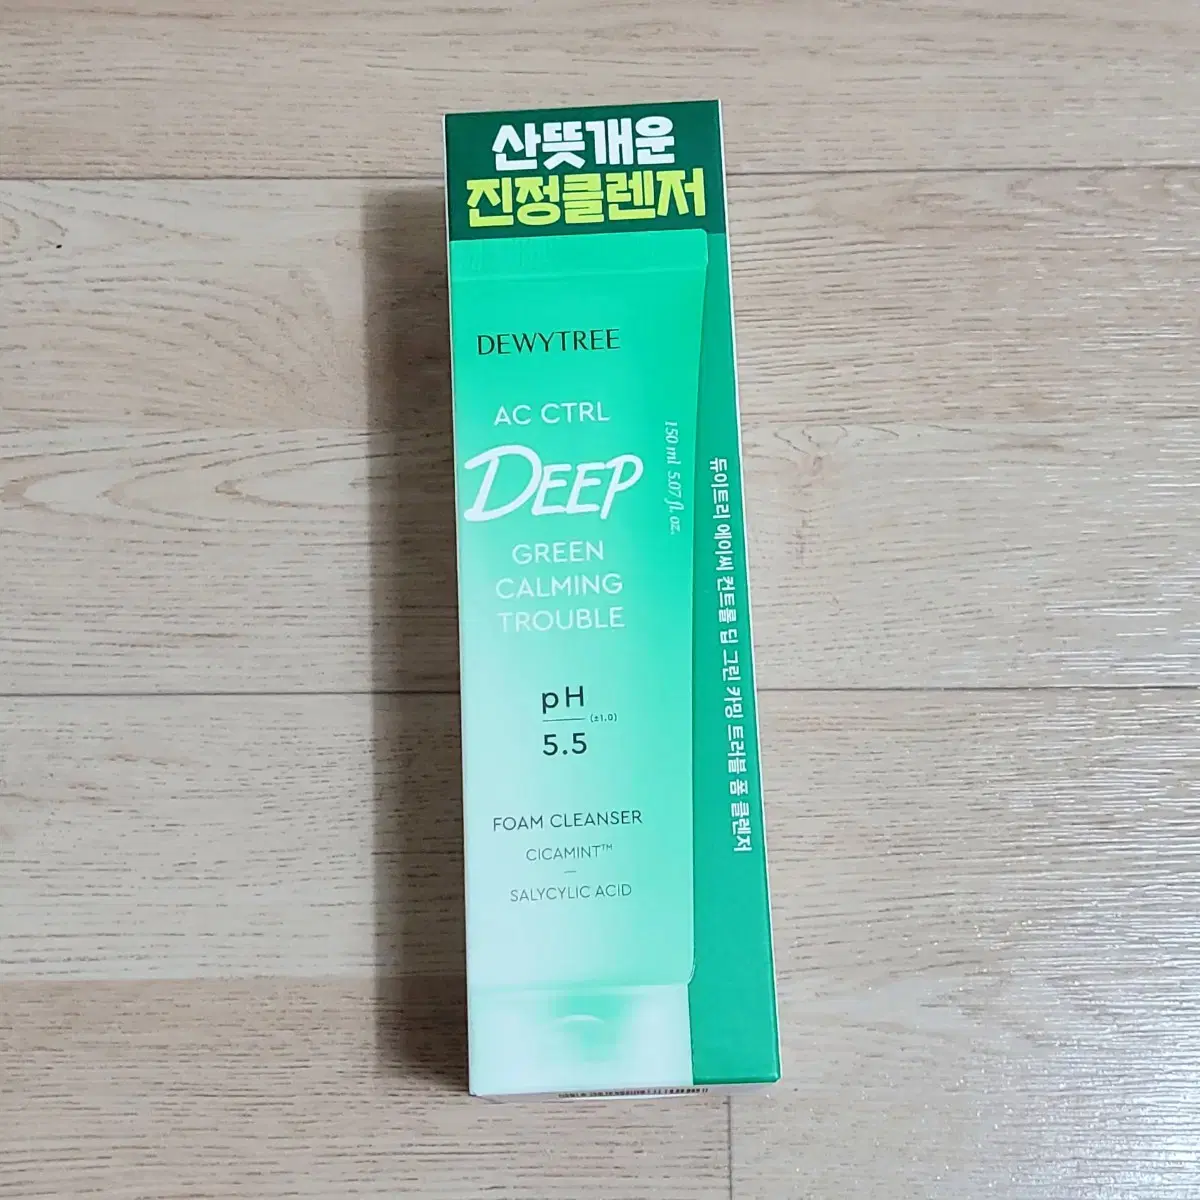 산뜻개운
진정클렌저
DEWYTREE
AC CTRL
DEEP
GREEN
CALMING
TROUBLE
150 ml 5.07 fl. oz.
pH
(±1.0)
5.5
FOAM CLEANSER
CICAMINT™
SALYCYLIC ACID
듀이트리 에이씨 컨트롤 딥 그린 카밍 트러블 폼 클렌저